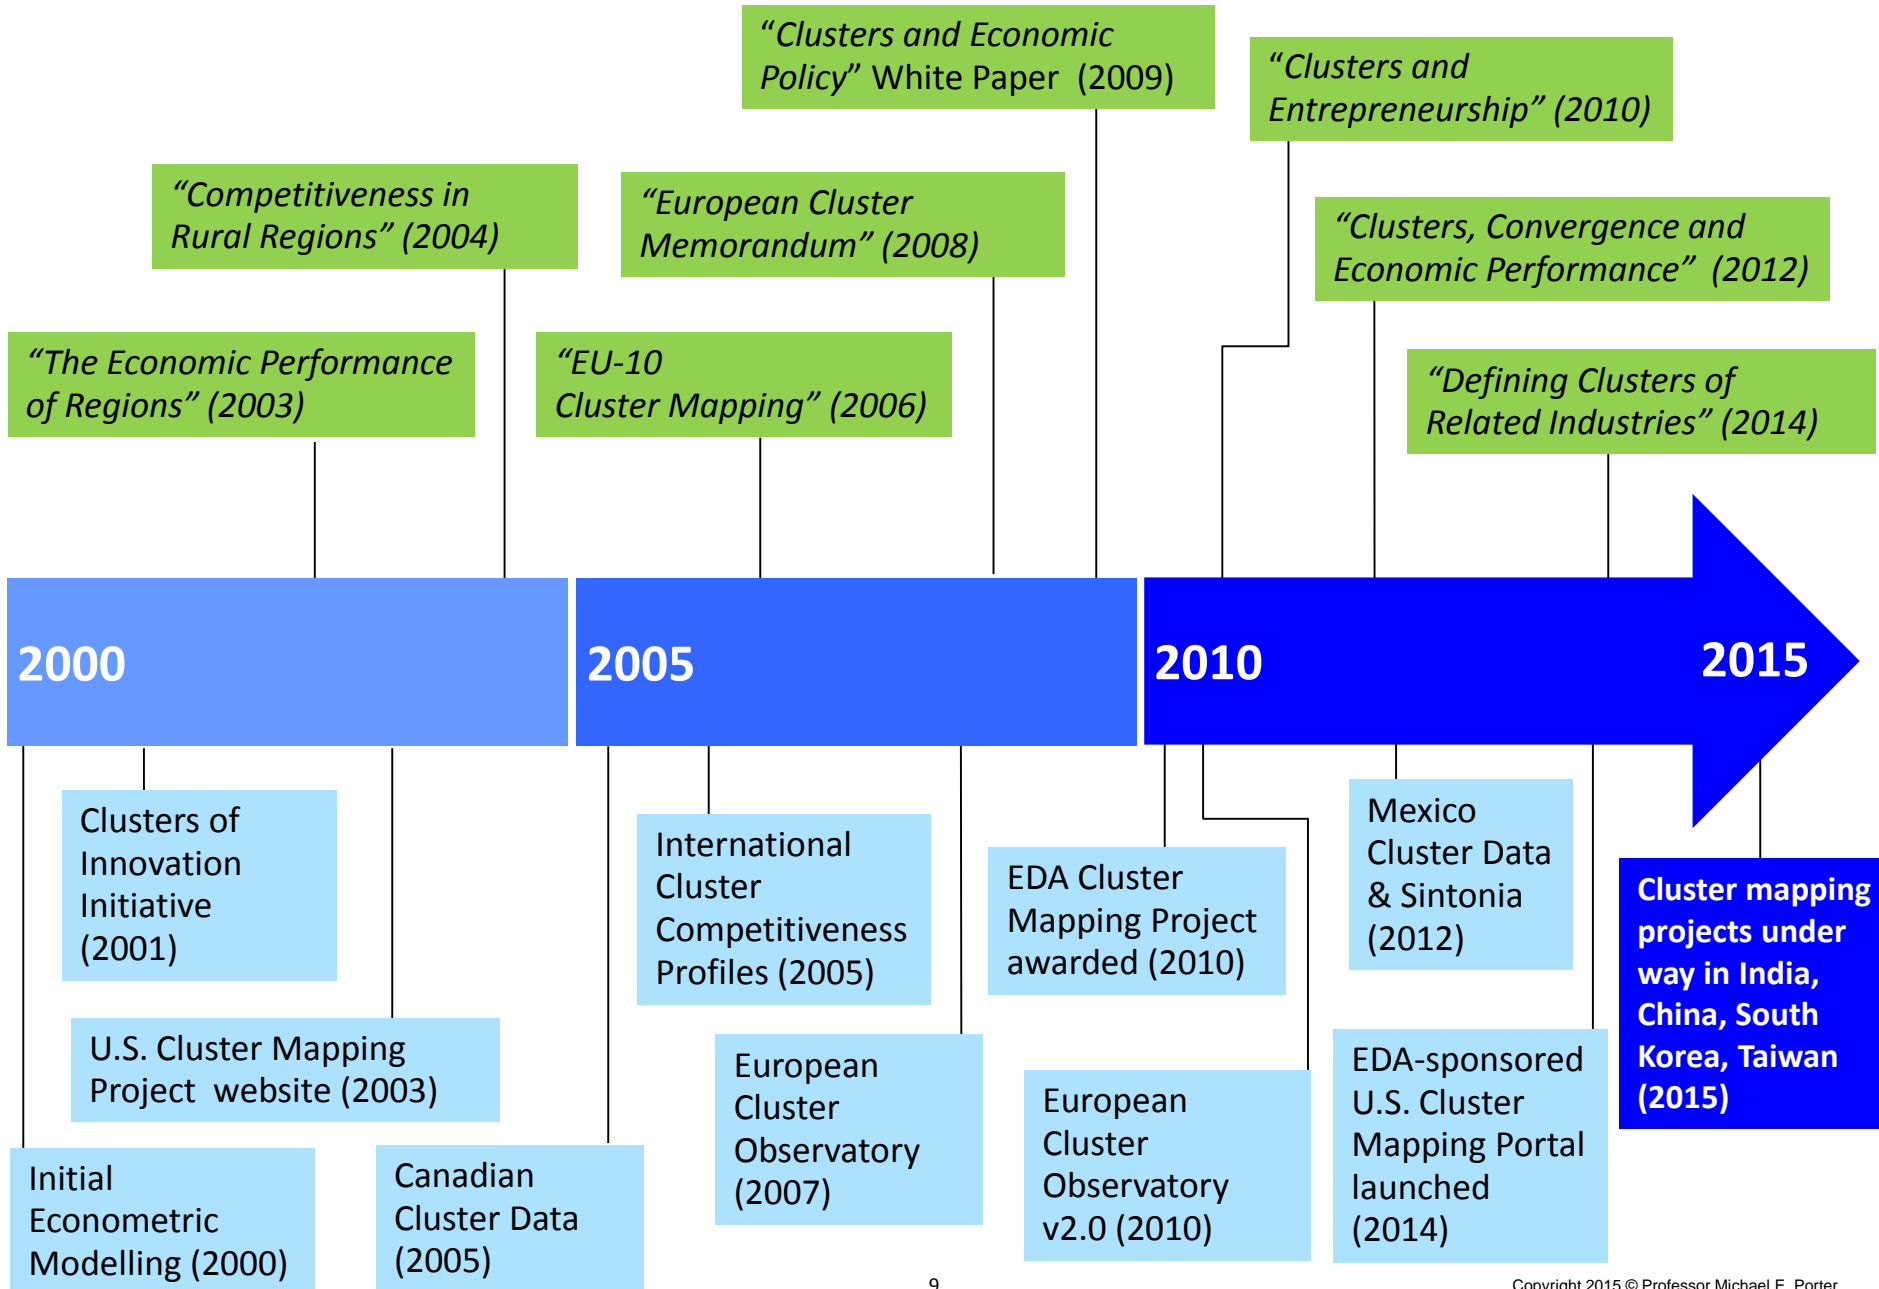 “Clusters and Economic
Policy” White Paper (2009)
“Clusters and
Entrepreneurship” (2010)
“Competitiveness in
Rural Regions” (2004)
“European Cluster
Memorandum” (2008)
“Clusters, Convergence and
Economic Performance” (2012)
“The Economic Performance
of Regions” (2003)
“EU-10
Cluster Mapping” (2006)
“Defining Clusters of
Related Industries” (2014)
2000
2005
2010
2015
Clusters of
Innovation
Initiative
(2001)
International
Cluster
Competitiveness
Profiles (2005)
EDA Cluster
Mapping Project
awarded (2010)
Mexico
Cluster Data
& Sintonia
(2012)
Cluster mapping
projects under
way in India,
China, South
Korea, Taiwan
(2015)
U.S. Cluster Mapping
Project website (2003)
European
Cluster
Observatory
(2007)
European
Cluster
Observatory
v2.0 (2010)
EDA-sponsored
U.S. Cluster
Mapping Portal
launched
(2014)
Initial
Econometric
Modelling (2000)
Canadian
Cluster Data
(2005)
9
Copyright 2015 © Professor Michael E. Porter